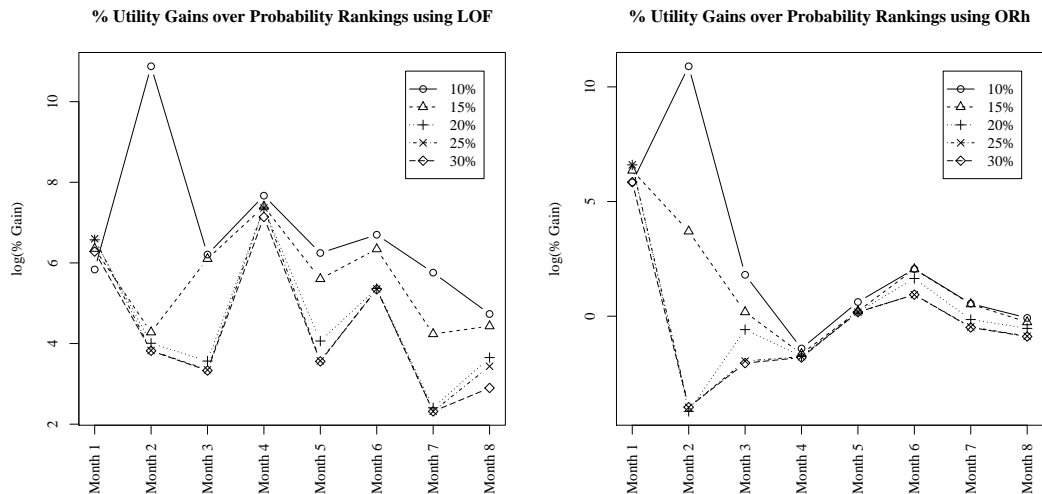 % Utility Gains over Probability Rankings using LOF
log(% Gain)
2
4
6
8
10
Month 1
Month 2
Month 3
Month 4
Month 5
Month 6
Month 7
Month 8
10%
15%
20%
25%
30%
% Utility Gains over Probability Rankings using ORh
log(% Gain)
0
5
10
Month 1
Month 2
Month 3
Month 4
Month 5
Month 6
Month 7
Month 8
10%
15%
20%
25%
30%